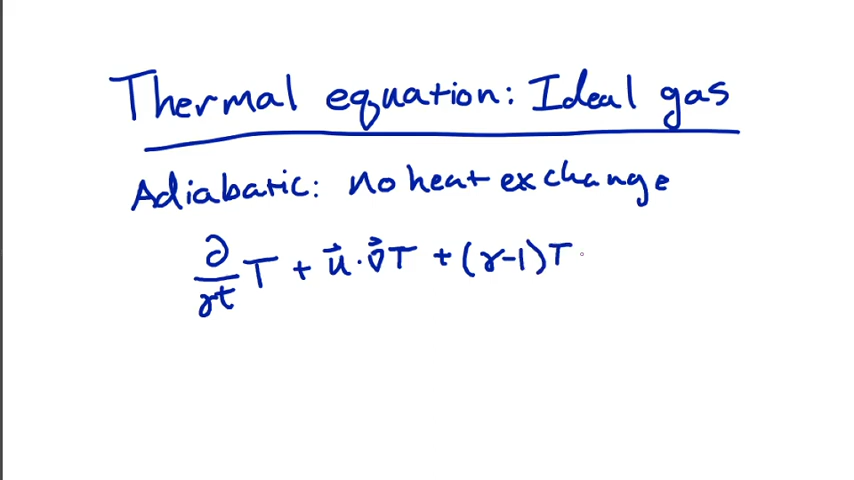 Thermal equation: Ideal gas
Adiabatic: no heat exchange
∂/∂t T + u⃗ · ∇⃗T + (γ-1)T